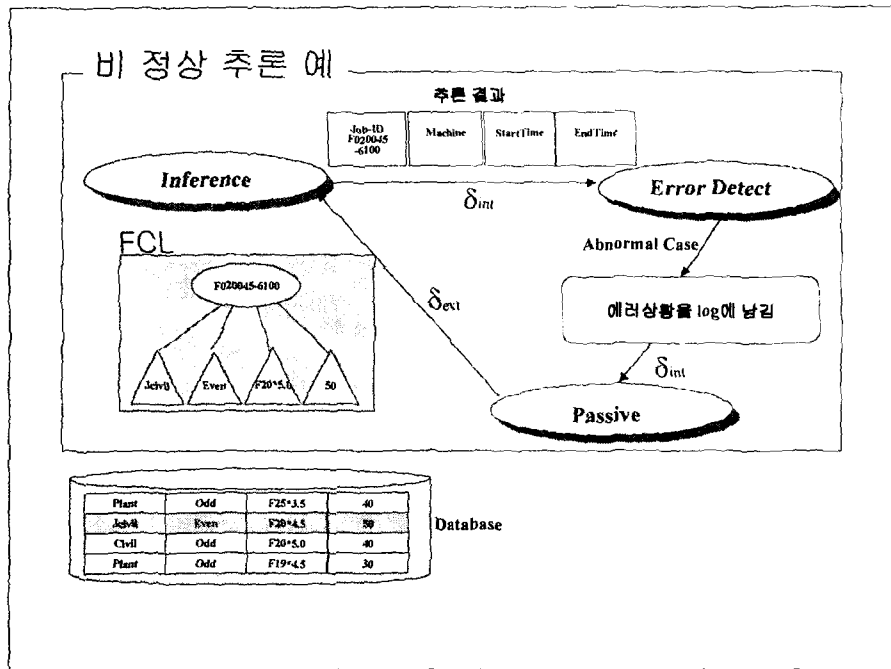 비 정상 추론 예
추론 결과
Job-ID
F020045
-6100
Machine
StartTime
EndTime
Inference
δint
Error Detect
FCL
Abnormal Case
F020045-6100
δext
에러상황을 log에 남김
Jcivil
Even
F20*5.0
50
δint
Passive
Plant Odd F25*3.5 40
Jcivil Even F20*4.5 50
Civil Odd F20*5.0 40
Plant Odd F19*4.5 30
Database